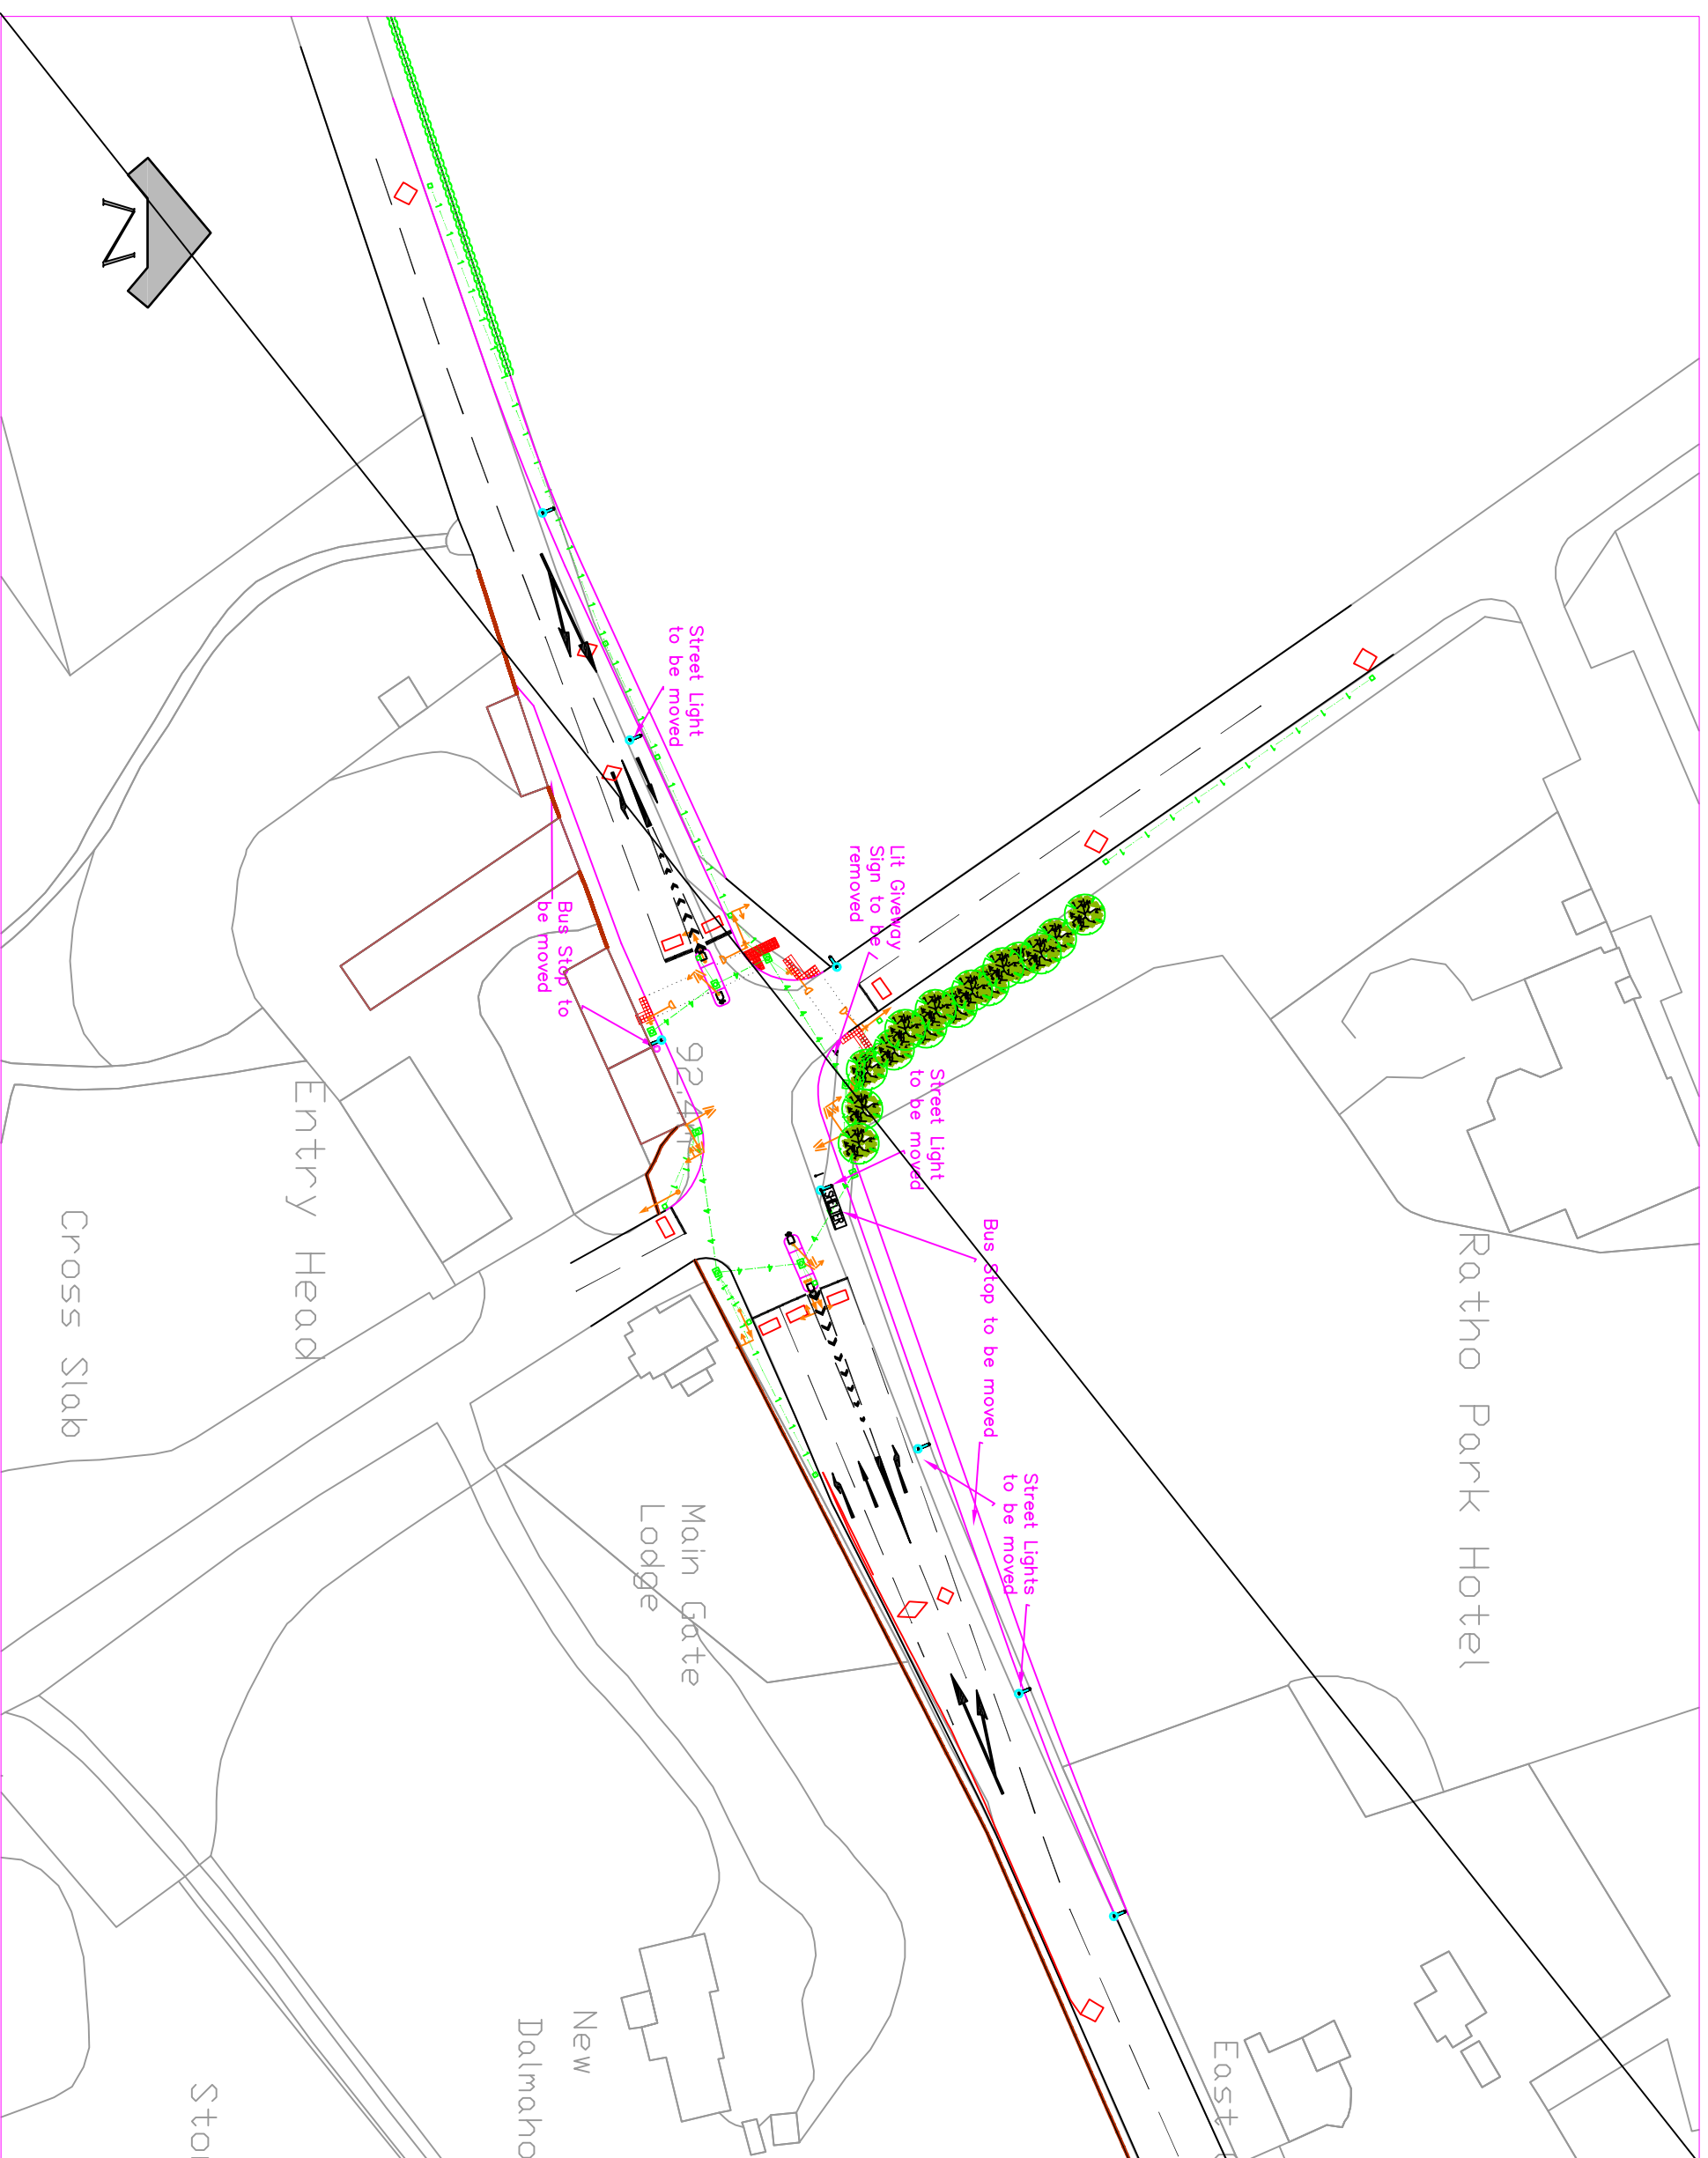 Street Light
to be moved
Lit Giveway
Sign to be
removed
Bus Stop to
be moved
Street Light
to be moved
SHELTER
Bus Stop to be moved
Street Lights
to be moved
Ratho Park Hotel
Entry Head
Cross Slab
Main Gate
Lodge
New
Dalmaho
East
N